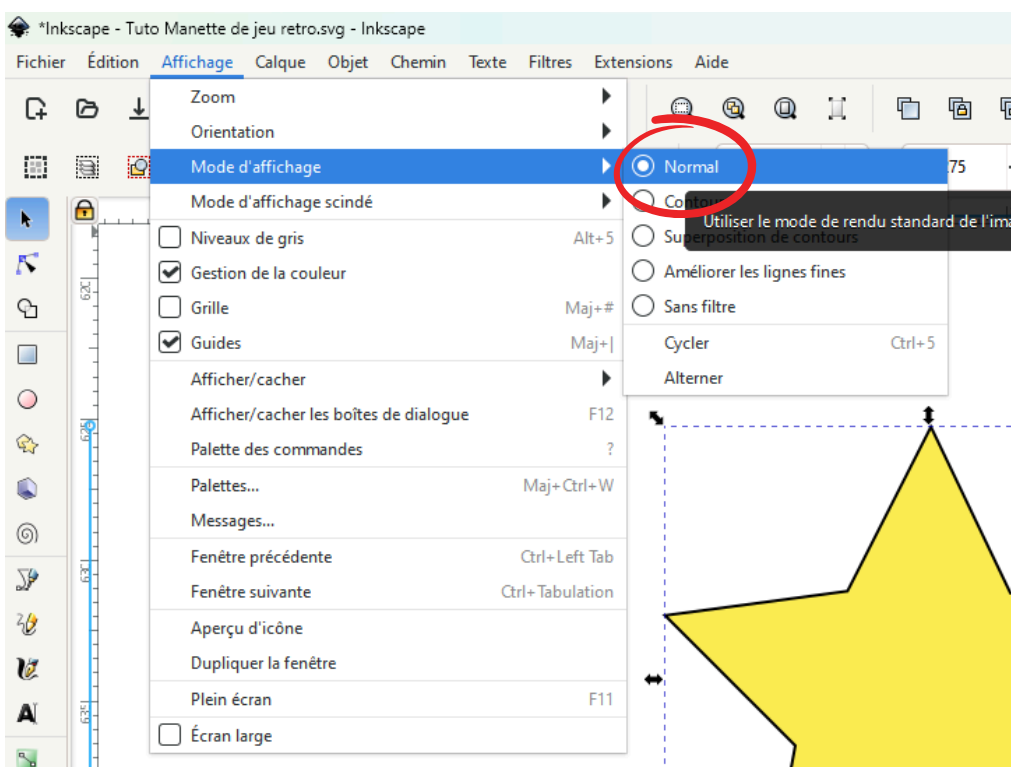 *Inkscape - Tuto Manette de jeu retro.svg - Inkscape
Fichier Édition Affichage Calque Objet Chemin Texte Filtres Extensions Aide
Zoom
Orientation
Mode d'affichage
Normal
75
Mode d'affichage scindé
Utiliser le mode de rendu standard de l'ima
Niveaux de gris Alt+5
Superposition de contours
Gestion de la couleur
Améliorer les lignes fines
Grille Maj+#
Sans filtre
Guides Maj+|
Cycler Ctrl+5
Afficher/cacher
Alterner
Afficher/cacher les boîtes de dialogue F12
Palette des commandes ?
Palettes... Maj+Ctrl+W
Messages...
Fenêtre précédente Ctrl+Left Tab
Fenêtre suivante Ctrl+Tabulation
Aperçu d'icône
Dupliquer la fenêtre
Plein écran F11
Écran large
620
625
630
635